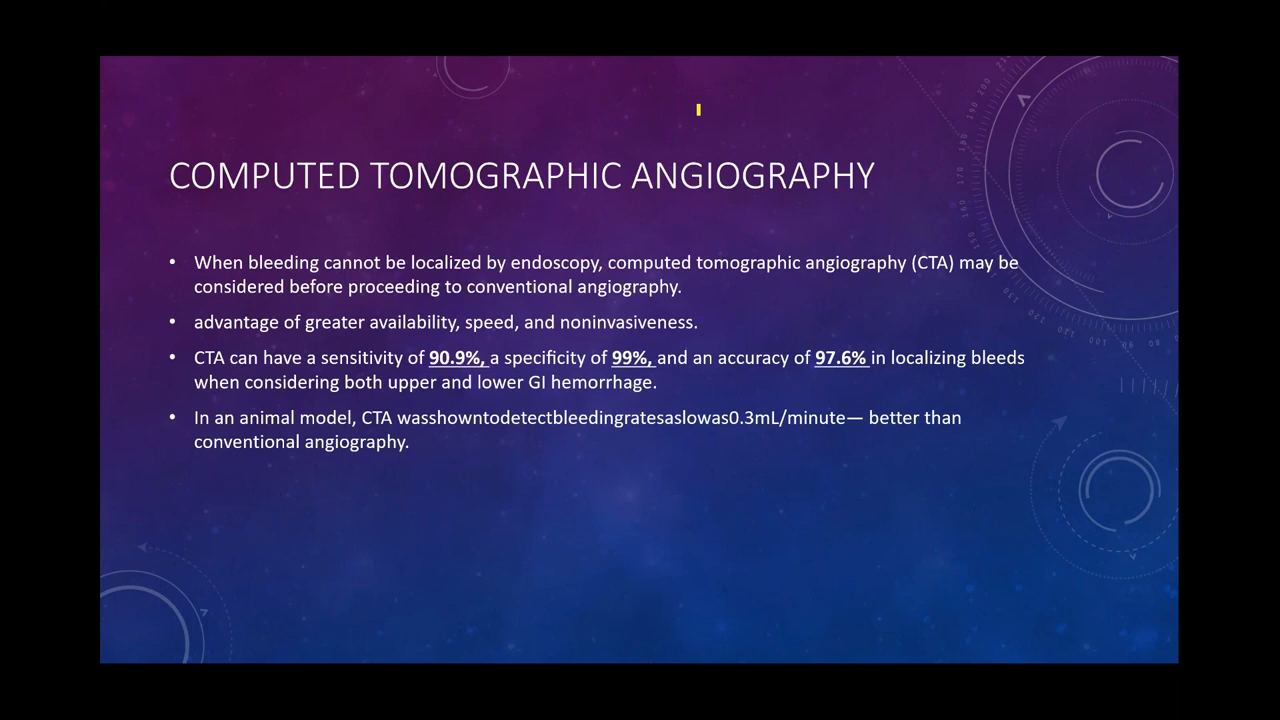 COMPUTED TOMOGRAPHIC ANGIOGRAPHY
• When bleeding cannot be localized by endoscopy, computed tomographic angiography (CTA) may be
considered before proceeding to conventional angiography.
• advantage of greater availability, speed, and noninvasiveness.
• CTA can have a sensitivity of 90.9%, a specificity of 99%, and an accuracy of 97.6% in localizing bleeds
when considering both upper and lower GI hemorrhage.
• In an animal model, CTA wasshowntodetectbleedingratesaslowas0.3mL/minute— better than
conventional angiography.